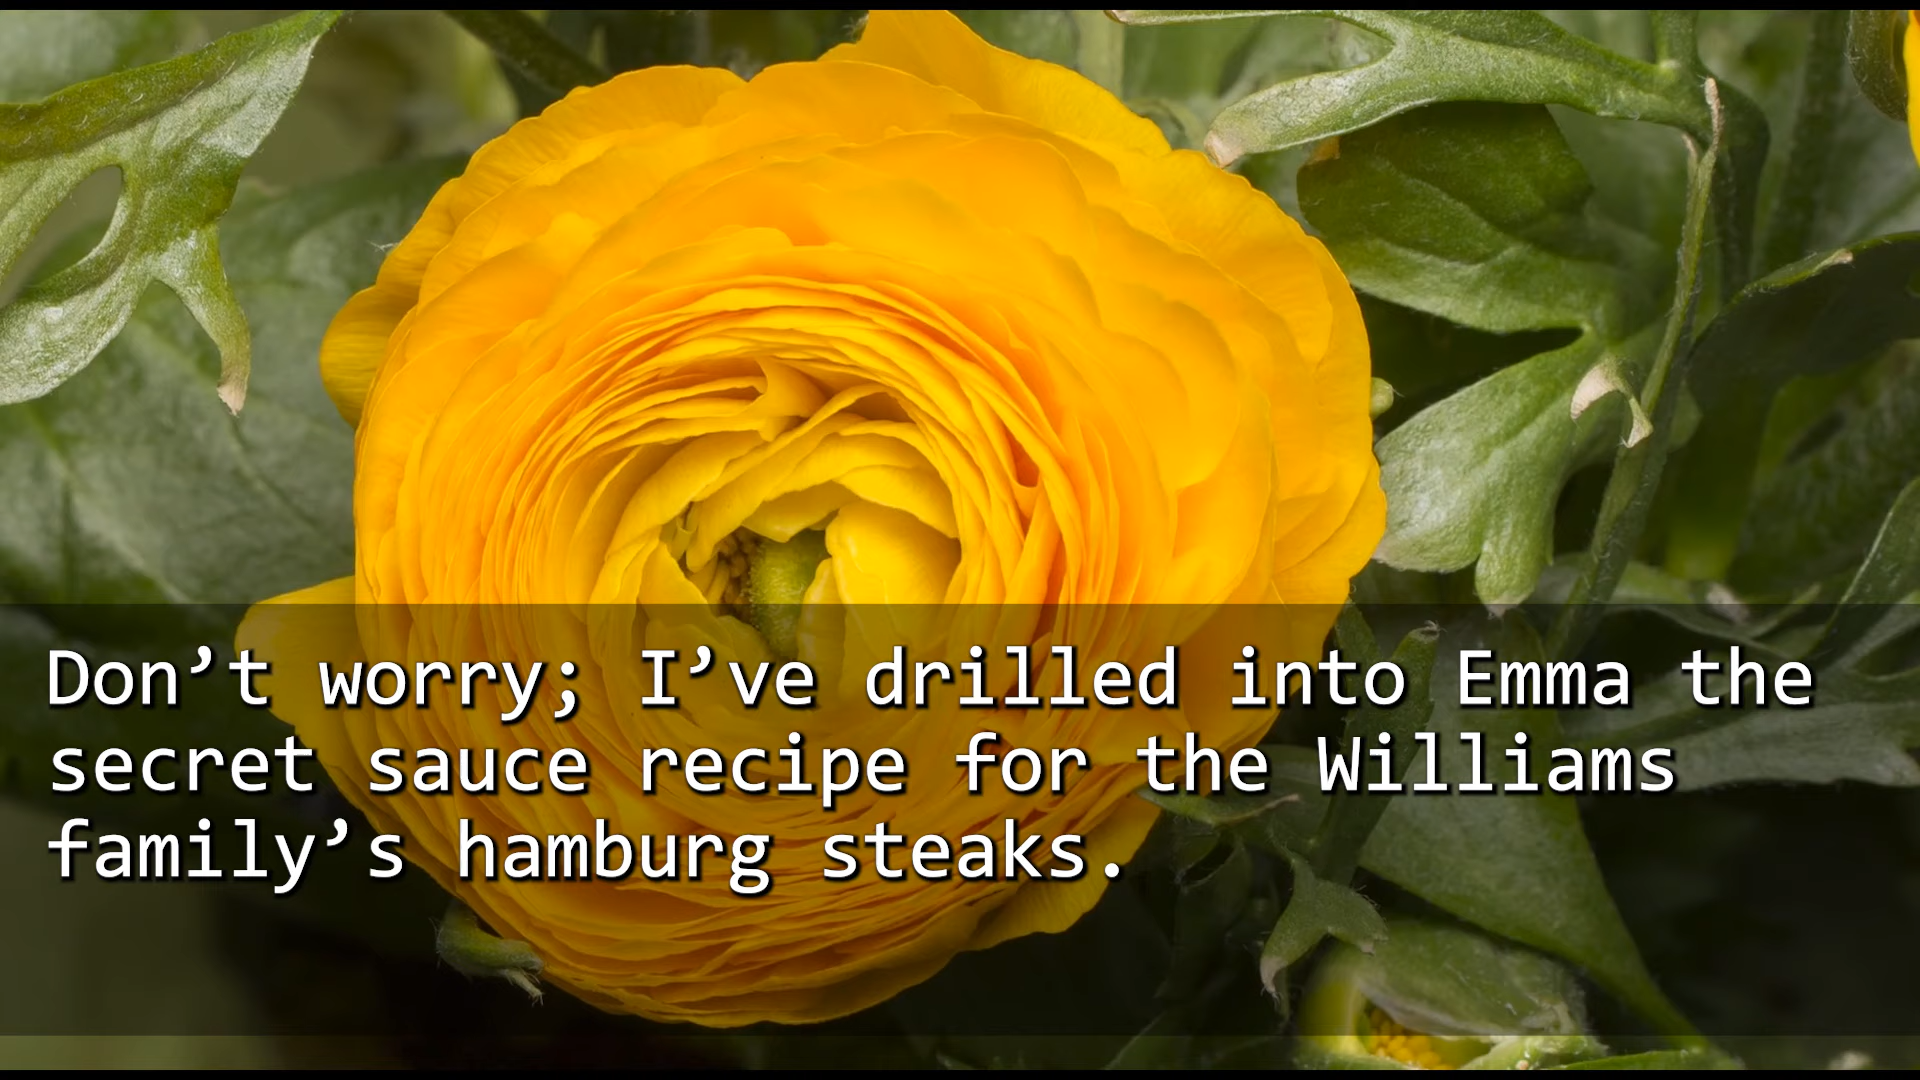 Don’t worry; I’ve drilled into Emma the
secret sauce recipe for the Williams
family’s hamburg steaks.